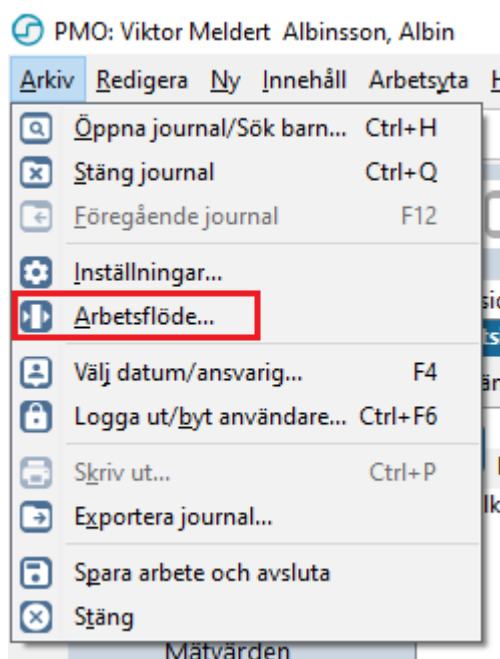 PMO: Viktor Meldert Albinsson, Albin
Arkiv Redigera Ny Innehåll Arbetsyta
Öppna journal/Sök barn... Ctrl+H
Stäng journal Ctrl+Q
Föregående journal F12
Inställningar...
Arbetsflöde...
Välj datum/ansvarig... F4
Logga ut/byt användare... Ctrl+F6
Skriv ut... Ctrl+P
Exportera journal...
Spara arbete och avsluta
Stäng
Mätvärden